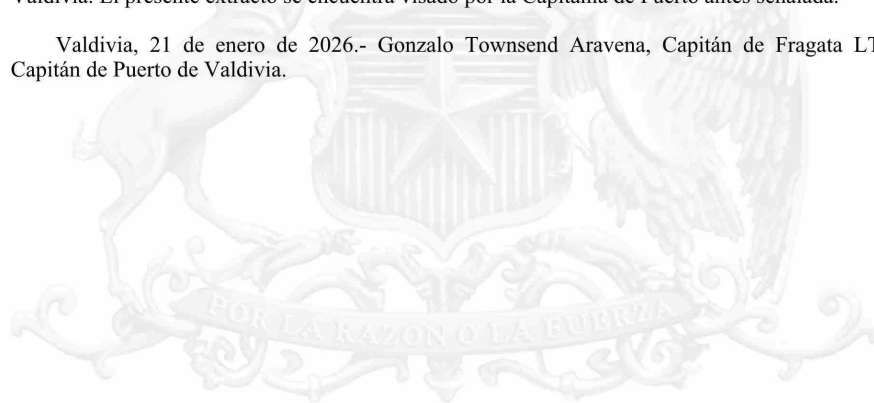 Valdivia. El presente extracto se encuentra visado por la Capitanía de Puerto antes señalada.
Valdivia, 21 de enero de 2026.- Gonzalo Townsend Aravena, Capitán de Fragata LT
Capitán de Puerto de Valdivia.
POR LA RAZÓN O LA FUERZA